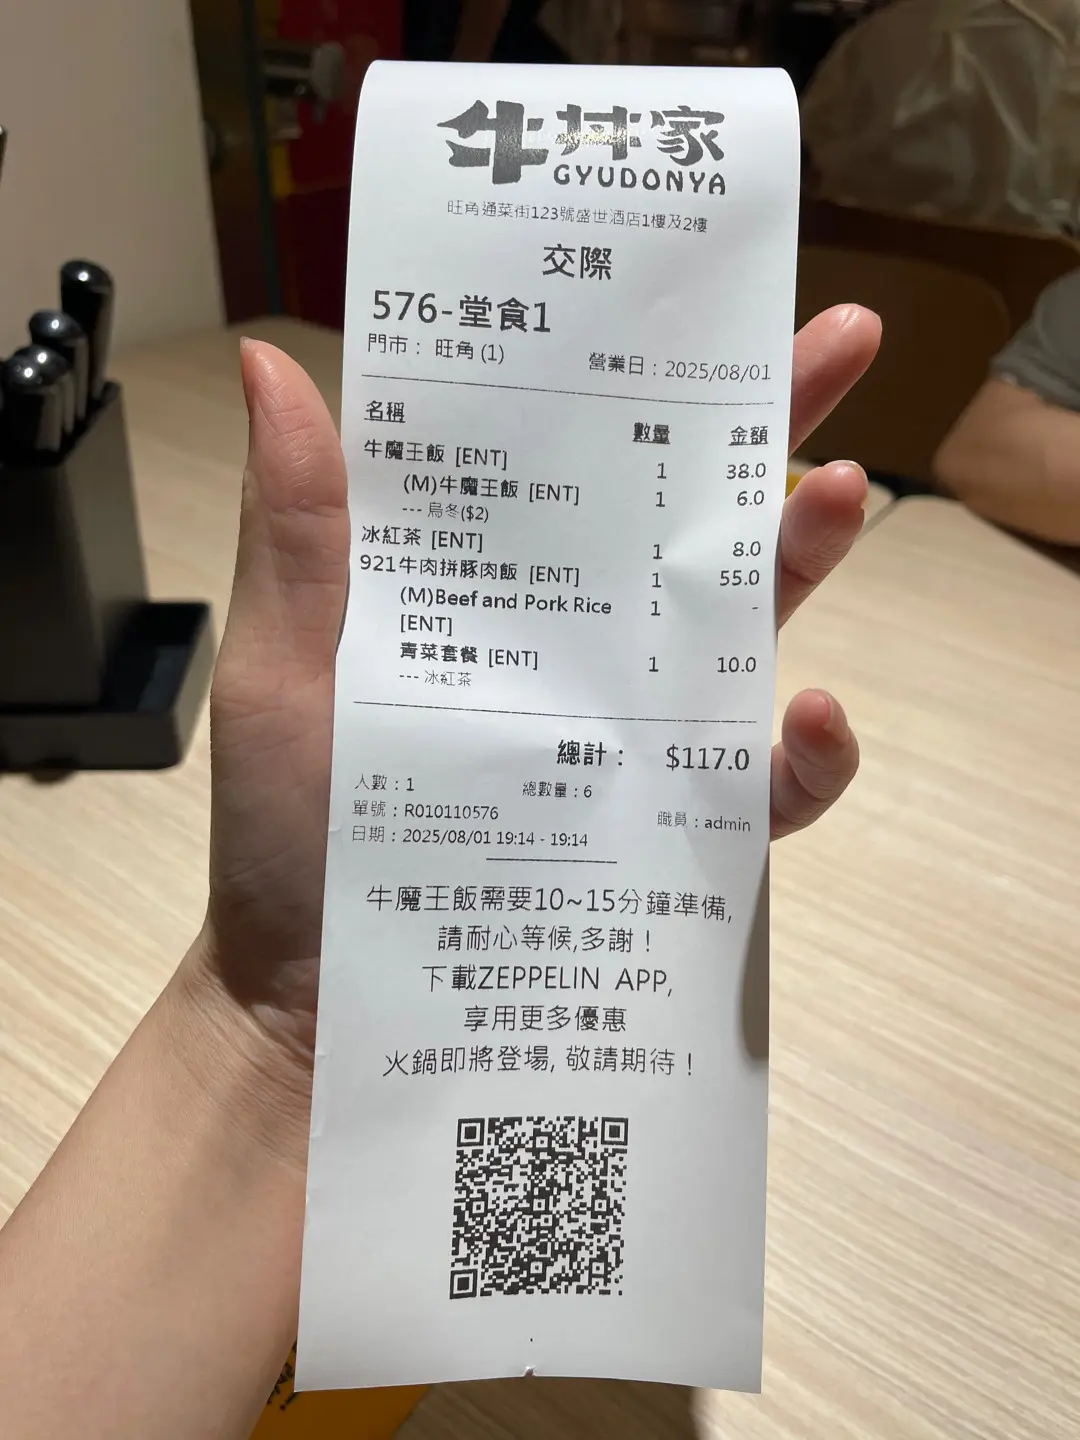 牛丼家
GYUDONYA
旺角通菜街123號盛世酒店1樓及2樓
交際
576-堂食1
門市： 旺角 (1)
營業日：2025/08/01
名稱 數量 金額
牛魔王飯 [ENT] 1 38.0
(M)牛魔王飯 [ENT] 1 6.0
--- 烏冬($2)
冰紅茶 [ENT] 1 8.0
921牛肉拼豚肉飯 [ENT] 1 55.0
(M)Beef and Pork Rice 1 -
[ENT]
青菜套餐 [ENT] 1 10.0
--- 冰紅茶
總計： $117.0
人數：1 總數量：6
單號：R010110576 職員：admin
日期：2025/08/01 19:14 - 19:14
牛魔王飯需要10~15分鐘準備,
請耐心等候,多謝！
下載ZEPPELIN APP,
享用更多優惠
火鍋即將登場, 敬請期待！